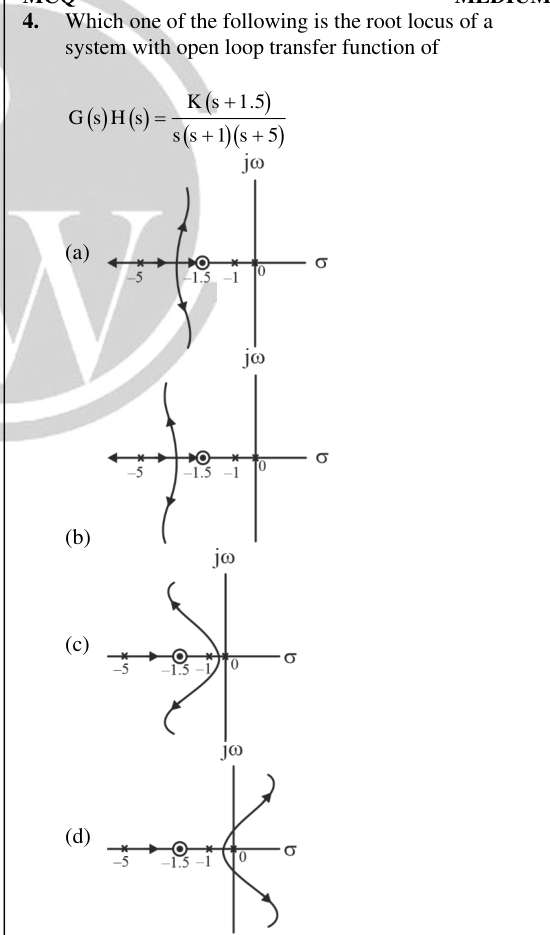 MCQ MEDIUM
4. Which one of the following is the root locus of a
system with open loop transfer function of
G(s)H(s) = K(s+1.5) / s(s+1)(s+5)
jω
(a) −5 −1.5 −1 0 σ
jω
−5 −1.5 −1 0 σ
(b)
jω
(c) −5 −1.5 −1 0 σ
jω
(d) −5 −1.5 −1 0 σ